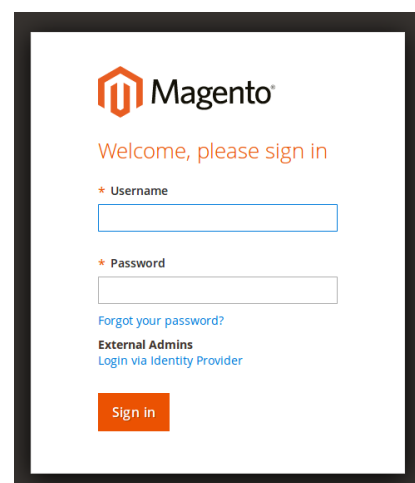 Magento®
Welcome, please sign in
* Username
* Password
Forgot your password?
External Admins
Login via Identity Provider
Sign in